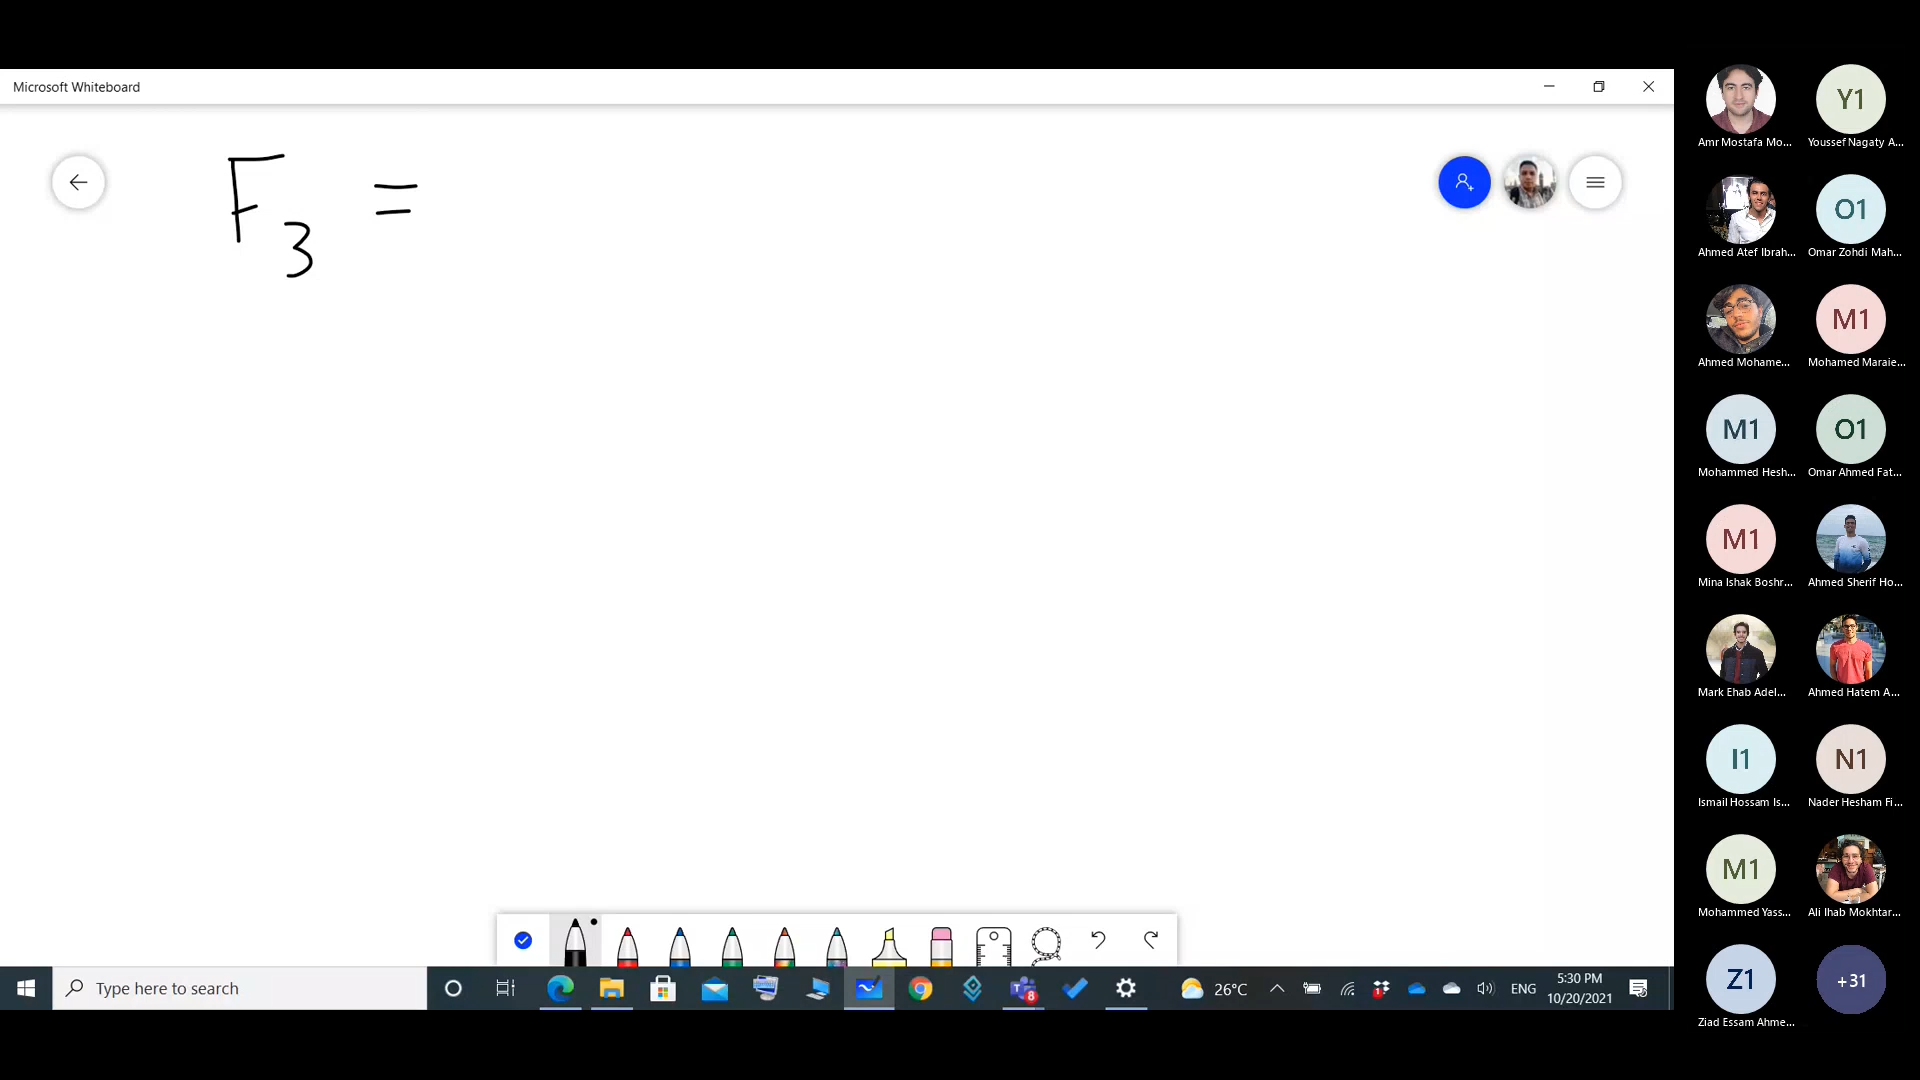 Microsoft Whiteboard
F₃ =
Amr Mostafa Mo...
Y1
Youssef Nagaty A...
Ahmed Atef Ibrah...
O1
Omar Zohdi Mah...
Ahmed Mohame...
M1
Mohamed Maraie...
M1
Mohammed Hesh...
O1
Omar Ahmed Fat...
M1
Mina Ishak Boshr...
Ahmed Sherif Ho...
Mark Ehab Adel...
Ahmed Hatem A...
I1
Ismail Hossam Is...
N1
Nader Hesham Fi...
M1
Mohammed Yass...
Ali Ihab Mokhtar...
Z1
Ziad Essam Ahme...
+31
Type here to search
8
26°C
1
ENG
5:30 PM
10/20/2021